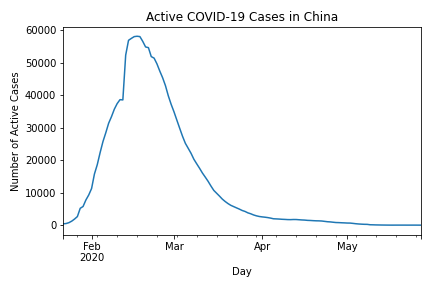 Active COVID-19 Cases in China
60000
50000
40000
30000
20000
10000
0
Number of Active Cases
Feb
2020
Mar
Apr
May
Day